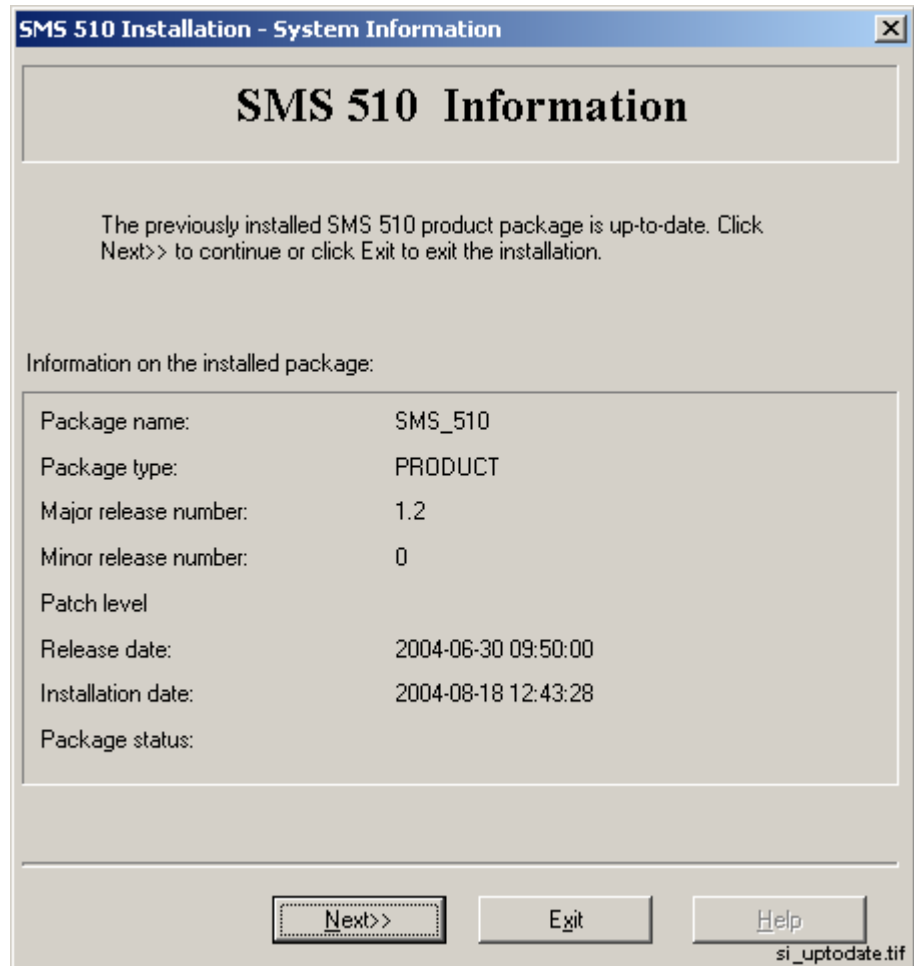 SMS 510 Installation - System Information
SMS 510 Information
The previously installed SMS 510 product package is up-to-date. Click
Next>> to continue or click Exit to exit the installation.
Information on the installed package:
Package name: SMS_510
Package type: PRODUCT
Major release number: 1.2
Minor release number: 0
Patch level
Release date: 2004-06-30 09:50:00
Installation date: 2004-08-18 12:43:28
Package status:
Next>> Exit Help
si_uptodate.tif